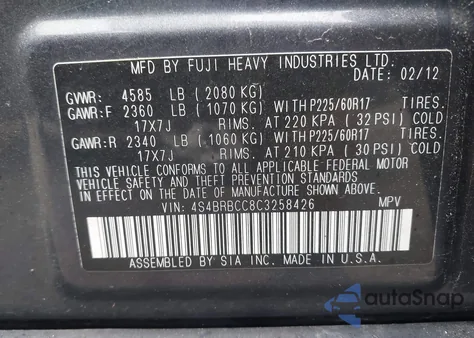 MFD BY FUJI HEAVY INDUSTRIES LTD.
DATE: 02/12
GVWR: 4585 LB ( 2080 KG)
GAWR:F 2360 LB ( 1070 KG) WITH P225/60R17 TIRES,
17X7J RIMS, AT 220 KPA ( 32 PSI) COLD
GAWR:R 2340 LB ( 1060 KG) WITH P225/60R17 TIRES,
17X7J RIMS, AT 210 KPA ( 30 PSI) COLD
THIS VEHICLE CONFORMS TO ALL APPLICABLE FEDERAL MOTOR
VEHICLE SAFETY AND THEFT PREVENTION STANDARDS IN
EFFECT ON THE DATE OF MANUFACTURE SHOWN ABOVE.
VIN: 4S4BRBCC8C3258426 MPV
ASSEMBLED BY SIA INC. MADE IN U.S.A.
autoSnap